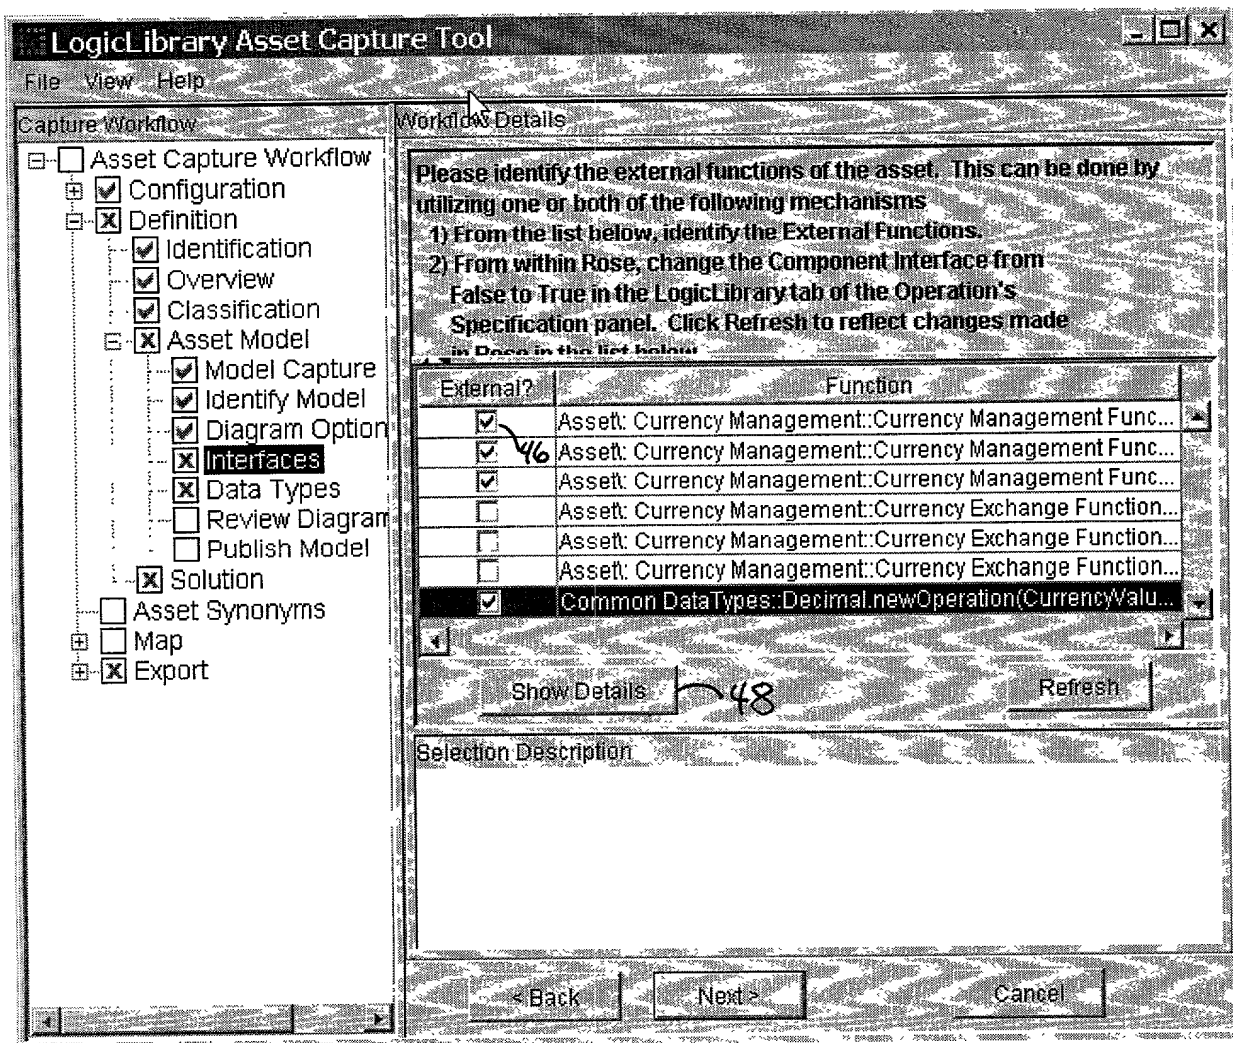 LogicLibrary Asset Capture Tool
File View Help
Capture Workflow
Asset Capture Workflow
Configuration
Definition
Identification
Overview
Classification
Asset Model
Model Capture
Identify Model
Diagram Option
Interfaces
Data Types
Review Diagram
Publish Model
Solution
Asset Synonyms
Map
Export
Workflow Details
Please identify the external functions of the asset. This can be done by
utilizing one or both of the following mechanisms
1) From the list below, identify the External Functions.
2) From within Rose, change the Component Interface from
False to True in the LogicLibrary tab of the Operation's
Specification panel. Click Refresh to reflect changes made
in Rose in the list below
External? Function
Asset\: Currency Management::Currency Management Func...
46 Asset\: Currency Management::Currency Management Func...
Asset\: Currency Management::Currency Management Func...
Asset\: Currency Management::Currency Exchange Function...
Asset\: Currency Management::Currency Exchange Function...
Asset\: Currency Management::Currency Exchange Function...
Common DataTypes::Decimal.newOperation(CurrencyValu...
Show Details 48 Refresh
Selection Description
< Back Next > Cancel